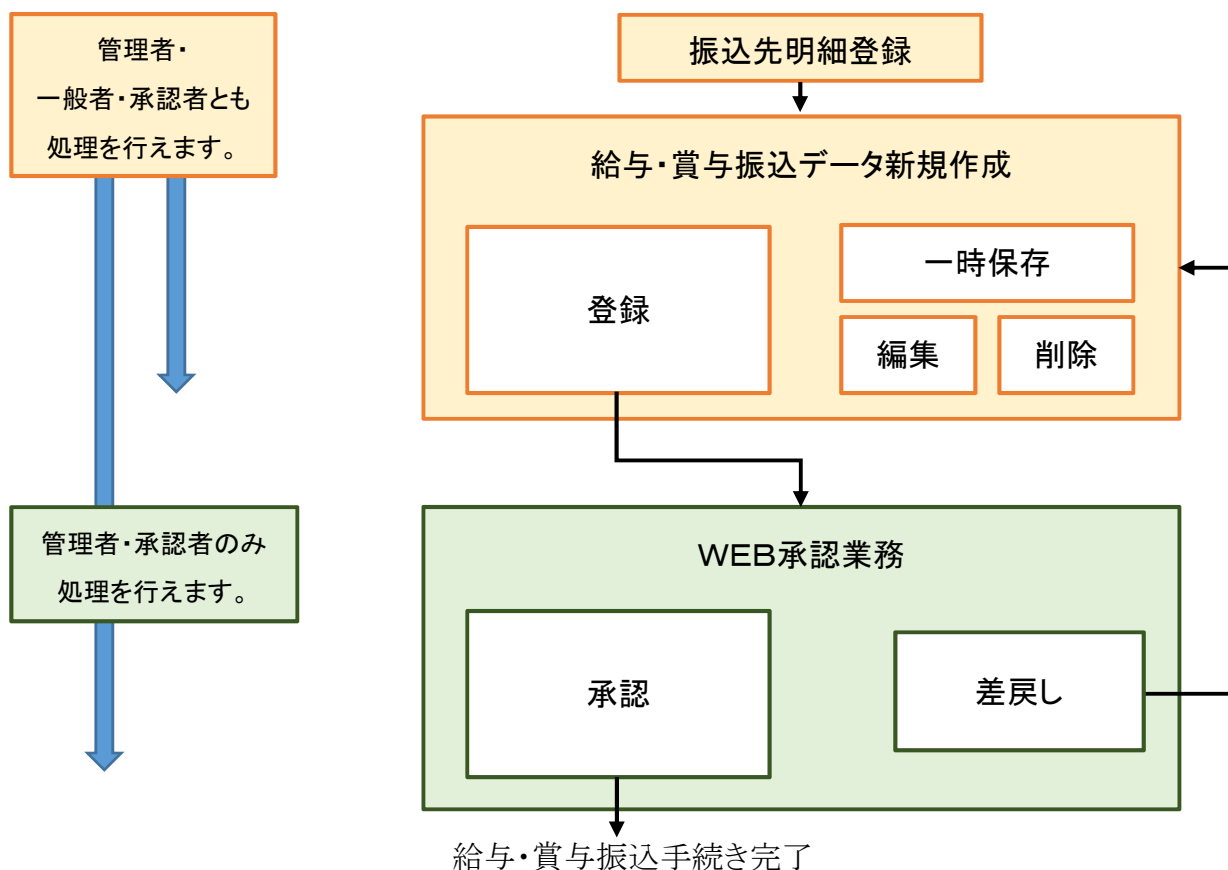 管理者・
一般者・承認者とも
処理を行えます。
振込先明細登録
給与・賞与振込データ新規作成
登録
一時保存
編集
削除
管理者・承認者のみ
処理を行えます。
ＷＥＢ承認業務
承認
差戻し
給与・賞与振込手続き完了